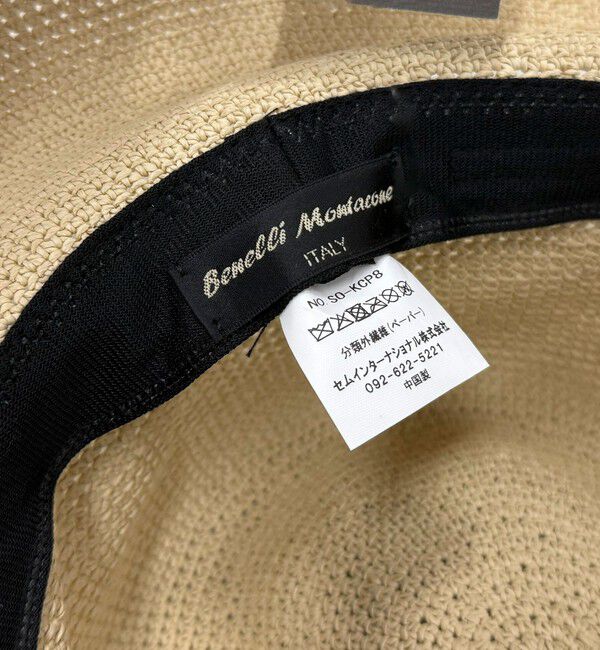 Benelli Montacone
ITALY
NO. SO-KCP8
分類外繊維(ペーパー)
セムインターナショナル株式会社
092-622-5221
中国製